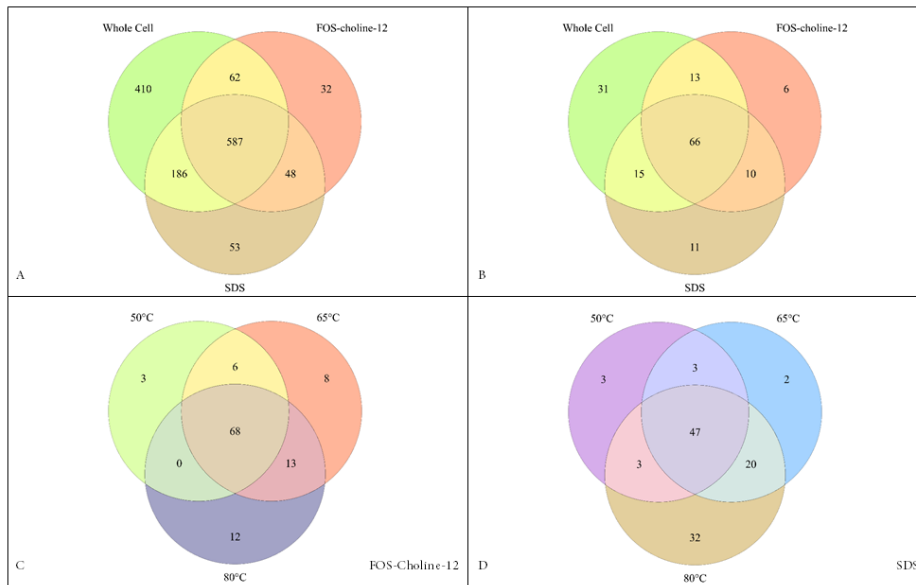 Whole Cell FOS-choline-12
410 62 32
587
186 48
53
A
SDS
Whole Cell FOS-choline-12
31 13 6
66
15 10
11
B
SDS
50°C 65°C
3 6 8
68
0 13
12
C FOS-Choline-12
80°C
50°C 65°C
3 3 2
47
3 20
32
D SDS
80°C